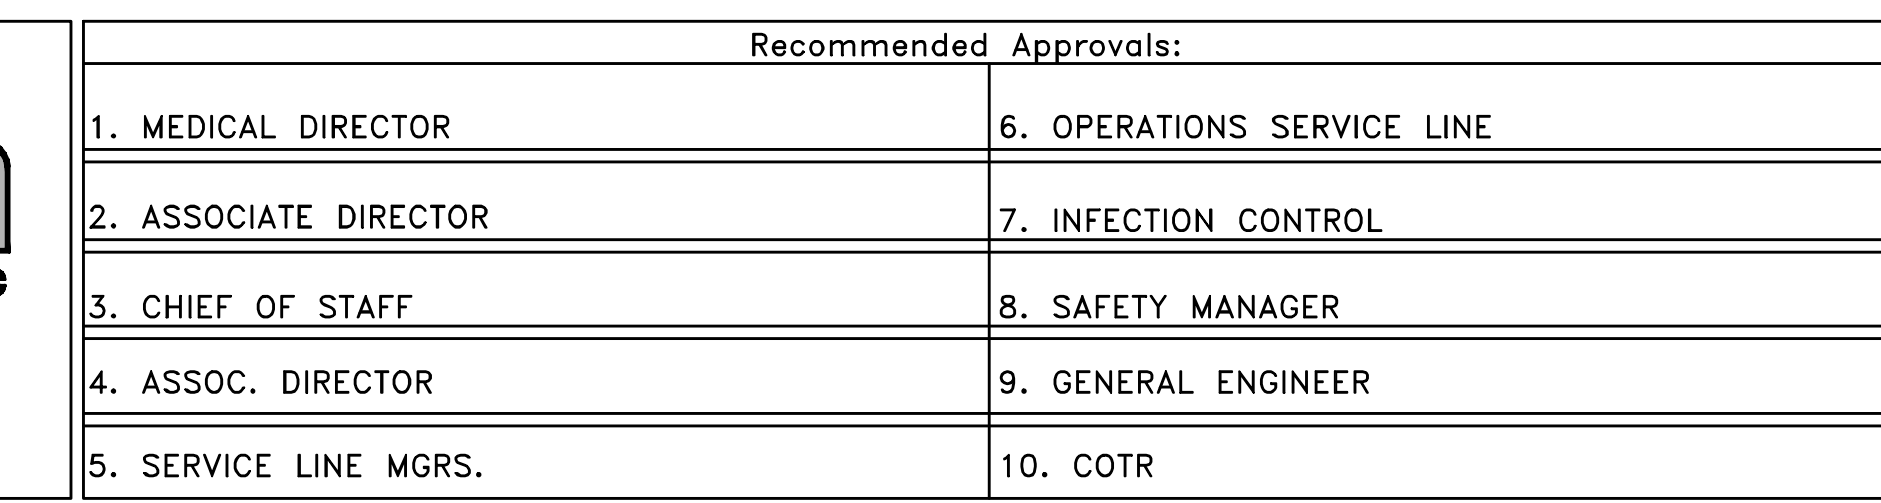 Recommended Approvals:
1. MEDICAL DIRECTOR
2. ASSOCIATE DIRECTOR
3. CHIEF OF STAFF
4. ASSOC. DIRECTOR
5. SERVICE LINE MGRS.
6. OPERATIONS SERVICE LINE
7. INFECTION CONTROL
8. SAFETY MANAGER
9. GENERAL ENGINEER
10. COTR